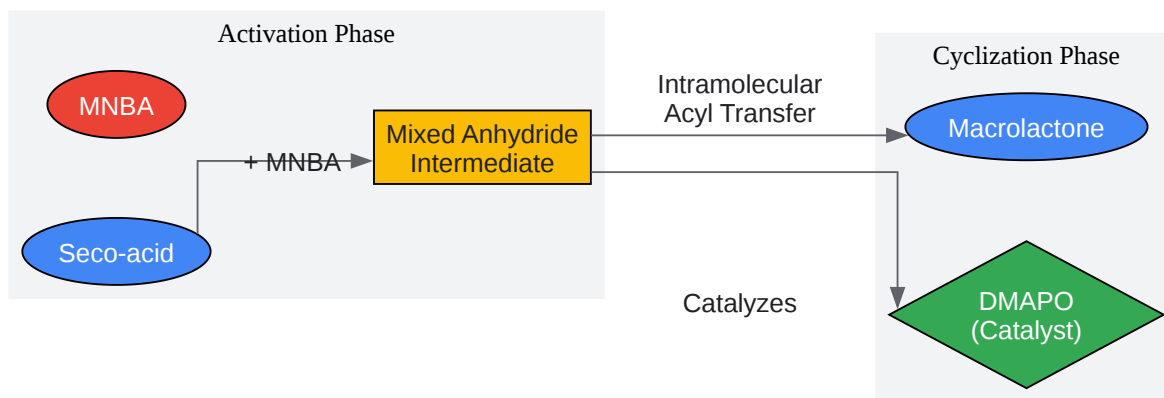 Activation Phase
MNBA
Seco-acid
+ MNBA
Mixed Anhydride
Intermediate
Intramolecular
Acyl Transfer
Catalyzes
Cyclization Phase
Macrolactone
DMAPO
(Catalyst)